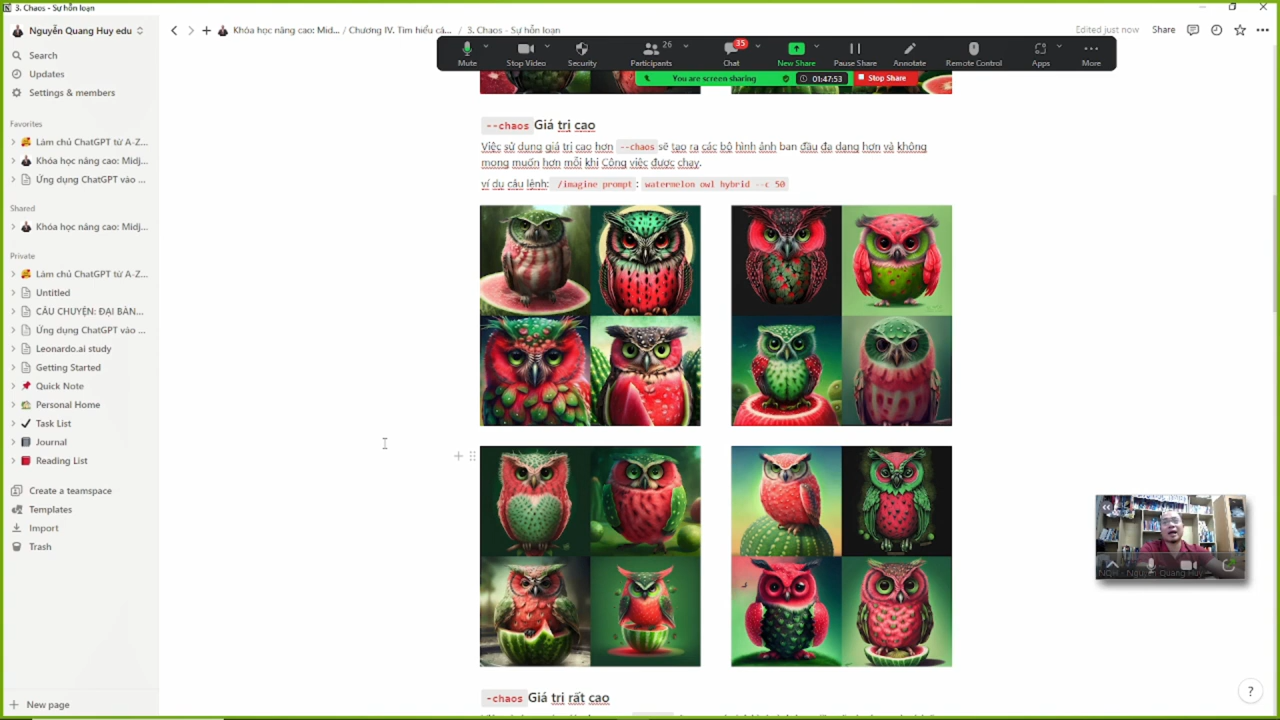 3. Chaos - Sự hỗn loạn
Nguyễn Quang Huy edu
Khóa học nâng cao: Mid... / Chương IV. Tìm hiểu cá... / 3. Chaos - Sự hỗn loạn
Edited just now
Share
Search
Updates
Settings & members
Favorites
Làm chủ ChatGPT từ A-Z...
Khóa học nâng cao: Midj...
Ứng dụng ChatGPT vào ...
Shared
Khóa học nâng cao: Midj...
Private
Làm chủ ChatGPT từ A-Z...
Untitled
CÂU CHUYỆN: ĐẠI BÀN...
Ứng dụng ChatGPT vào ...
Leonardo.ai study
Getting Started
Quick Note
Personal Home
Task List
Journal
Reading List
Create a teamspace
Templates
Import
Trash
New page
Mute
Stop Video
Security
26
Participants
35
Chat
New Share
Pause Share
Annotate
Remote Control
Apps
More
You are screen sharing
01:47:53
Stop Share
--chaos Giá trị cao
Việc sử dụng giá trị cao hơn --chaos sẽ tạo ra các bộ hình ảnh ban đầu đa dạng hơn và không
mong muốn hơn mỗi khi Công việc được chạy.
ví dụ câu lệnh: /imagine prompt : watermelon owl hybrid --c 50
NQH - Nguyễn Quang Huy
-chaos Giá trị rất cao
?